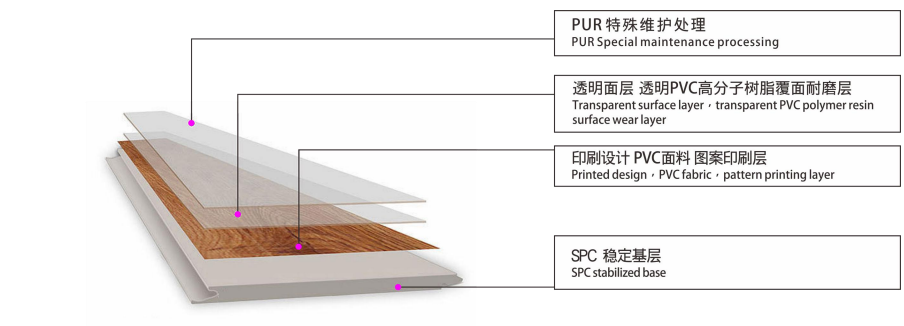 PUR 特殊维护处理
PUR Special maintenance processing
透明面层 透明PVC高分子树脂覆面耐磨层
Transparent surface layer，transparent PVC polymer resin
surface wear layer
印刷设计 PVC面料 图案印刷层
Printed design，PVC fabric，pattern printing layer
SPC 稳定基层
SPC stabilized base